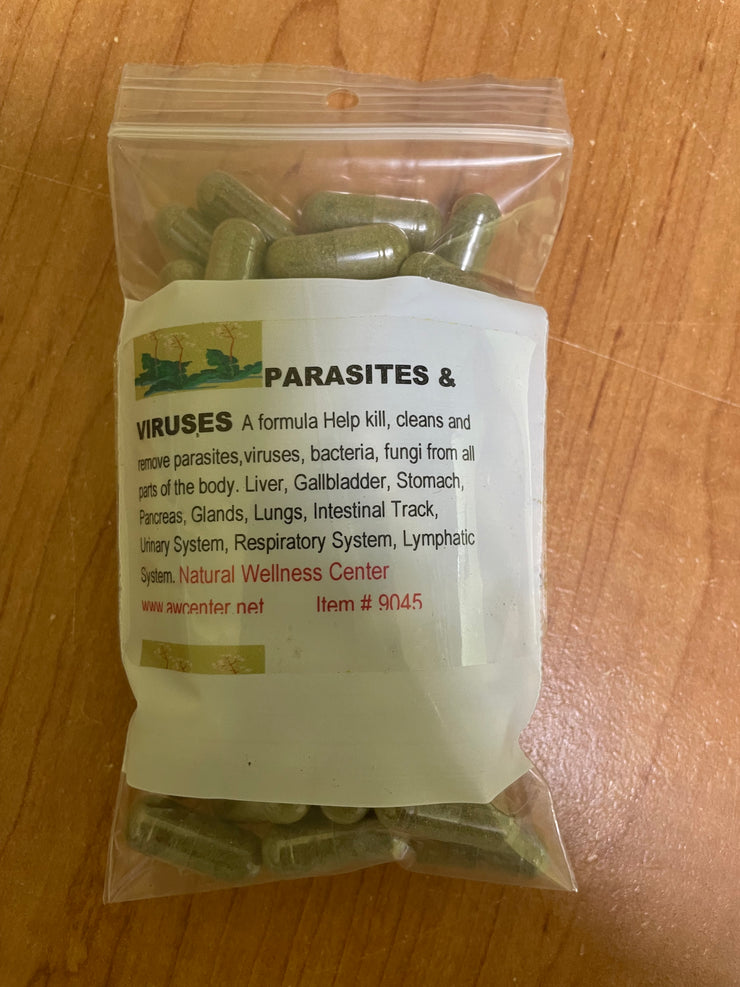 PARASITES &
VIRUSES A formula Help kill, cleans and
remove parasites,viruses, bacteria, fungi from all
parts of the body. Liver, Gallbladder, Stomach,
Pancreas, Glands, Lungs, Intestinal Track,
Urinary System, Respiratory System, Lymphatic
System. Natural Wellness Center
www.awcenter.net Item # 9045